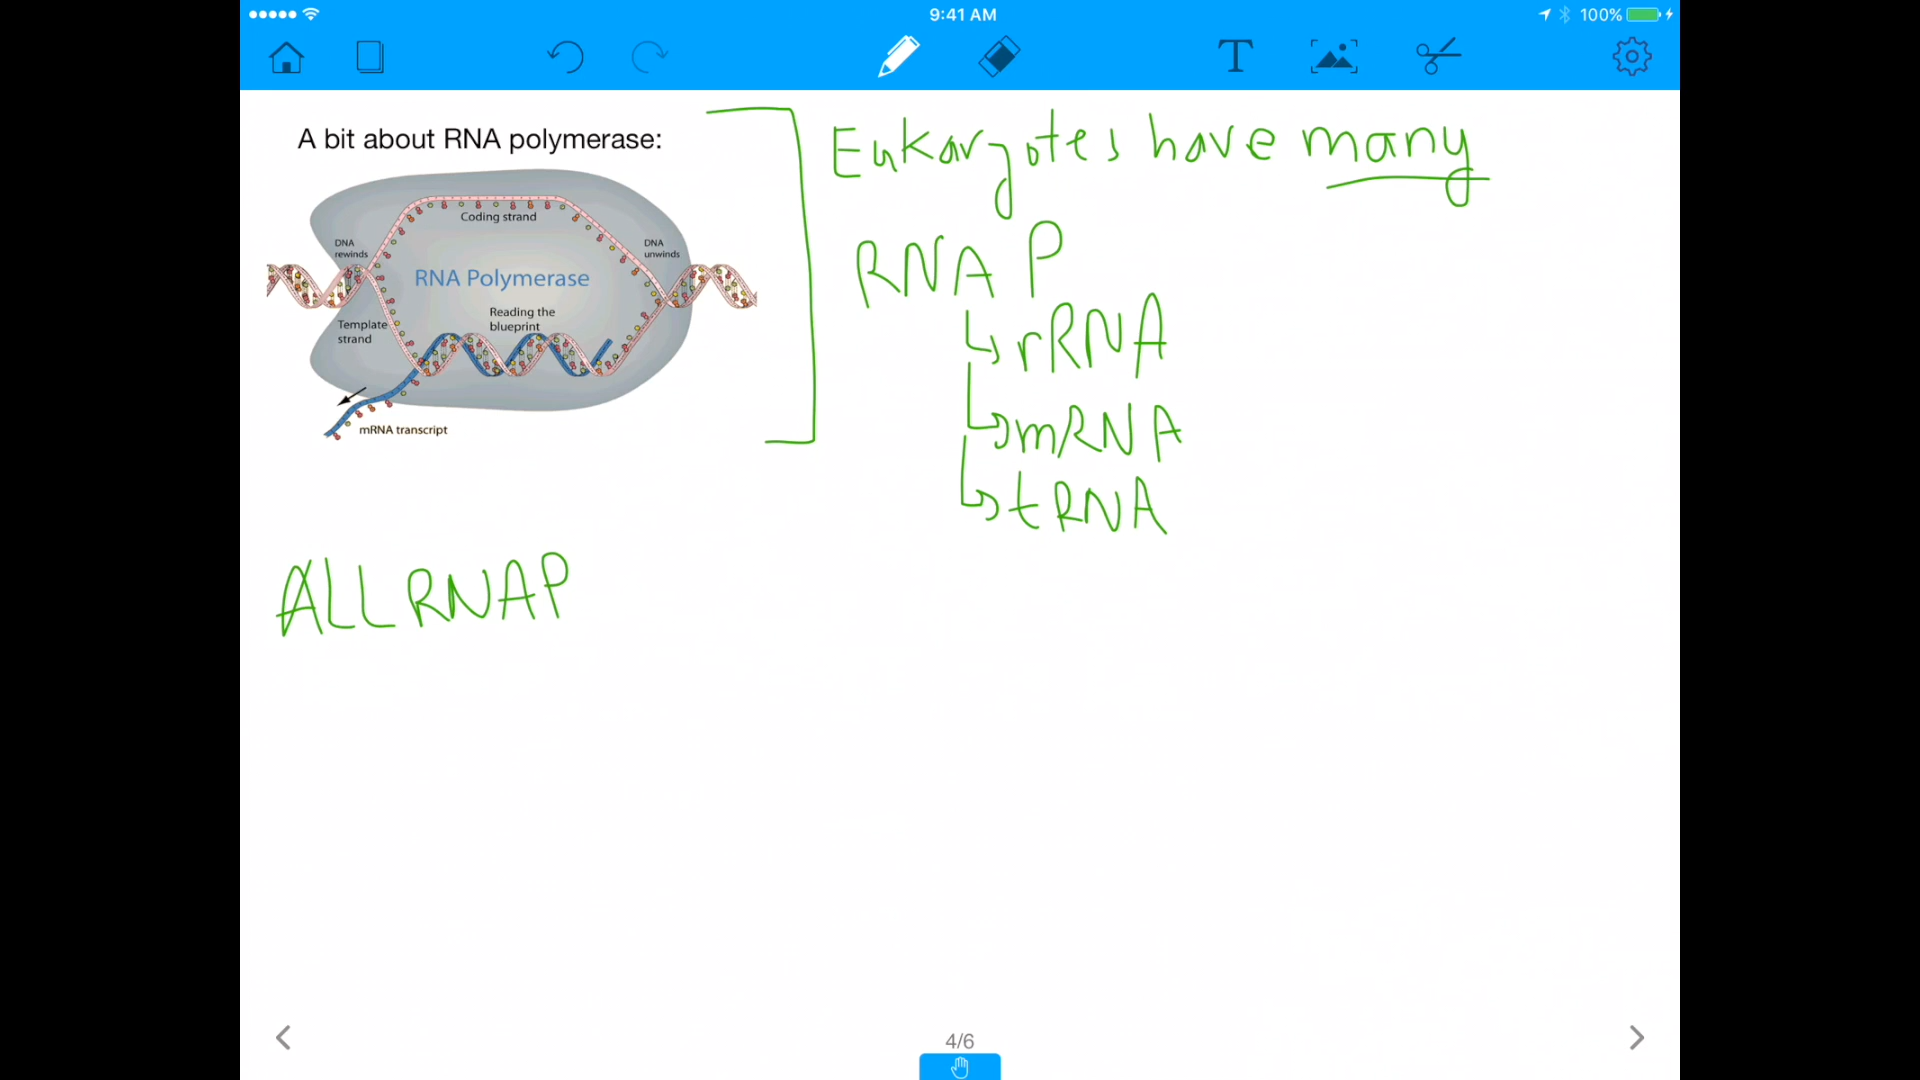 9:41 AM
100%
A bit about RNA polymerase:
Coding strand
DNA
rewinds
DNA
unwinds
RNA Polymerase
Reading the
blueprint
Template
strand
mRNA transcript
Eukaryotes have many
RNA P
rRNA
mRNA
tRNA
ALL RNAP
4/6